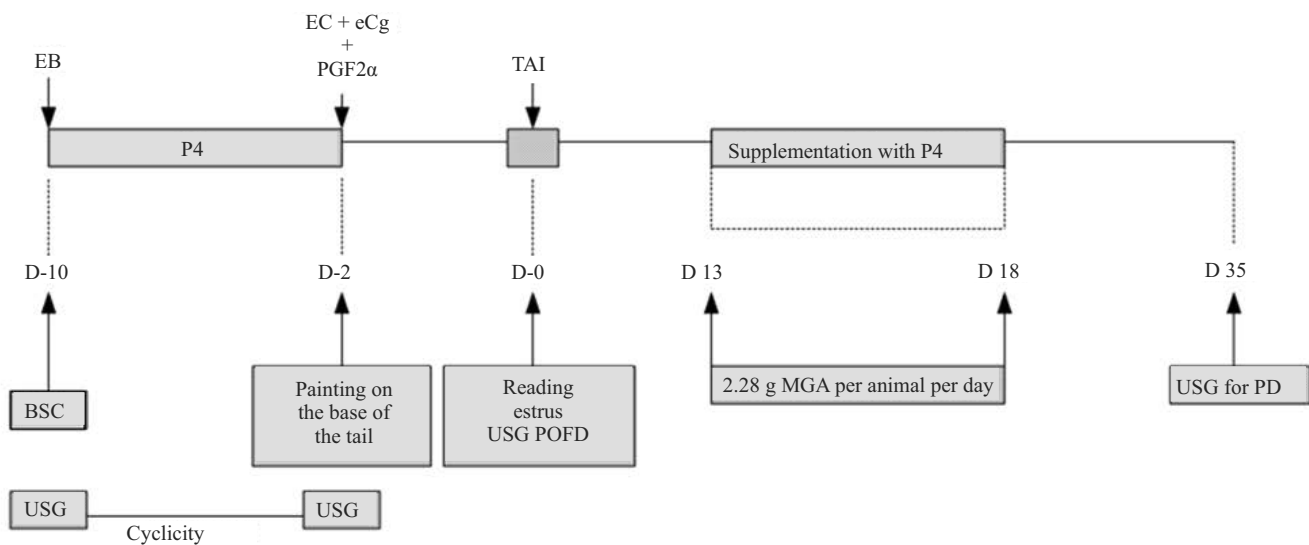 EC + eCg
+
PGF2α
EB
TAI
P4
Supplementation with P4
D-10
D-2
D-0
D 13
D 18
D 35
BSC
Painting on
the base of
the tail
Reading
estrus
USG POFD
2.28 g MGA per animal per day
USG for PD
USG
USG
Cyclicity